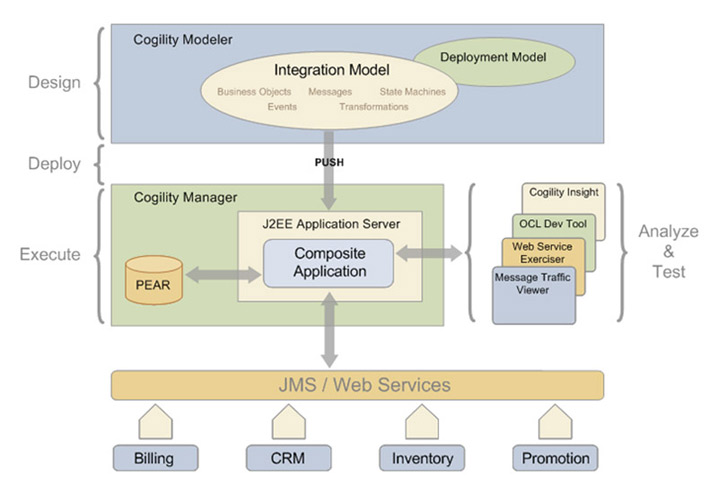 Cogility Modeler
Deployment Model
Integration Model
Design
Business Objects Messages State Machines
Events Transformations
Deploy
PUSH
Cogility Manager
Cogility Insight
J2EE Application Server
OCL Dev Tool
Analyze
&
Test
Execute
Composite
Application
Web Service
Exerciser
PEAR
Message Traffic
Viewer
JMS / Web Services
Billing
CRM
Inventory
Promotion